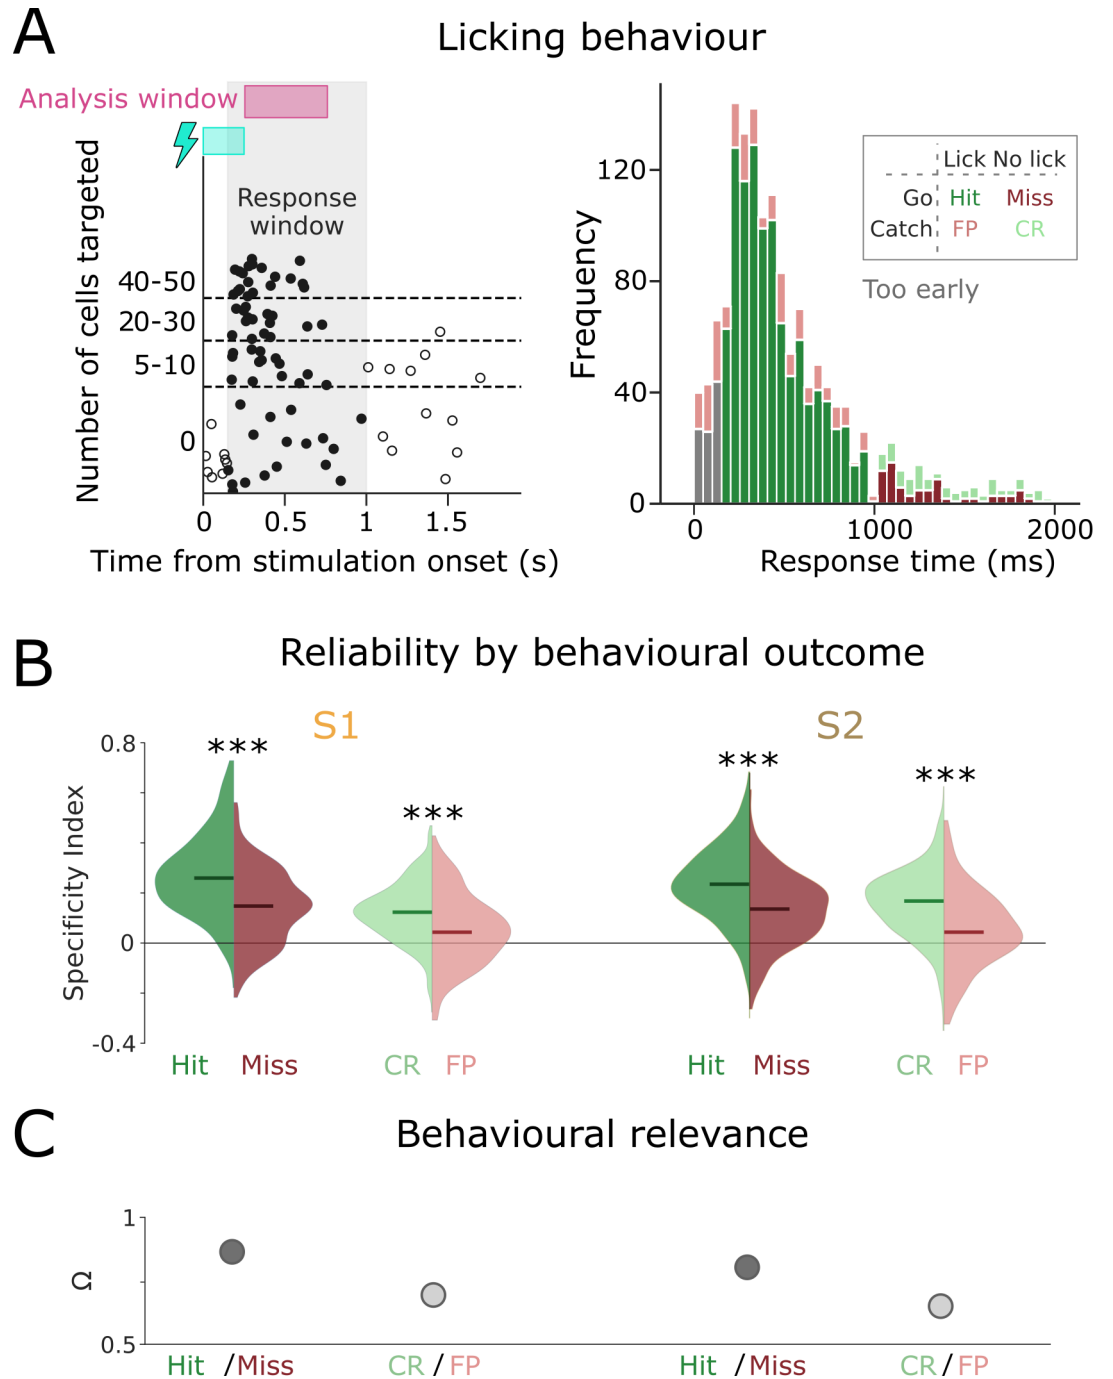 A
Licking behaviour
Analysis window
Response
window
Number of cells targeted
40-50
20-30
5-10
0
0 0.5 1 1.5
Time from stimulation onset (s)
Frequency
120
80
40
0
0 1000 2000
Response time (ms)
Lick No lick
Go Hit Miss
Catch FP CR
Too early
B
Reliability by behavioural outcome
S1 S2
*** *** *** ***
Specificity Index
0.8
0
-0.4
Hit Miss CR FP Hit Miss CR FP
C
Behavioural relevance
Ω
1
0.5
Hit /Miss CR / FP Hit /Miss CR / FP